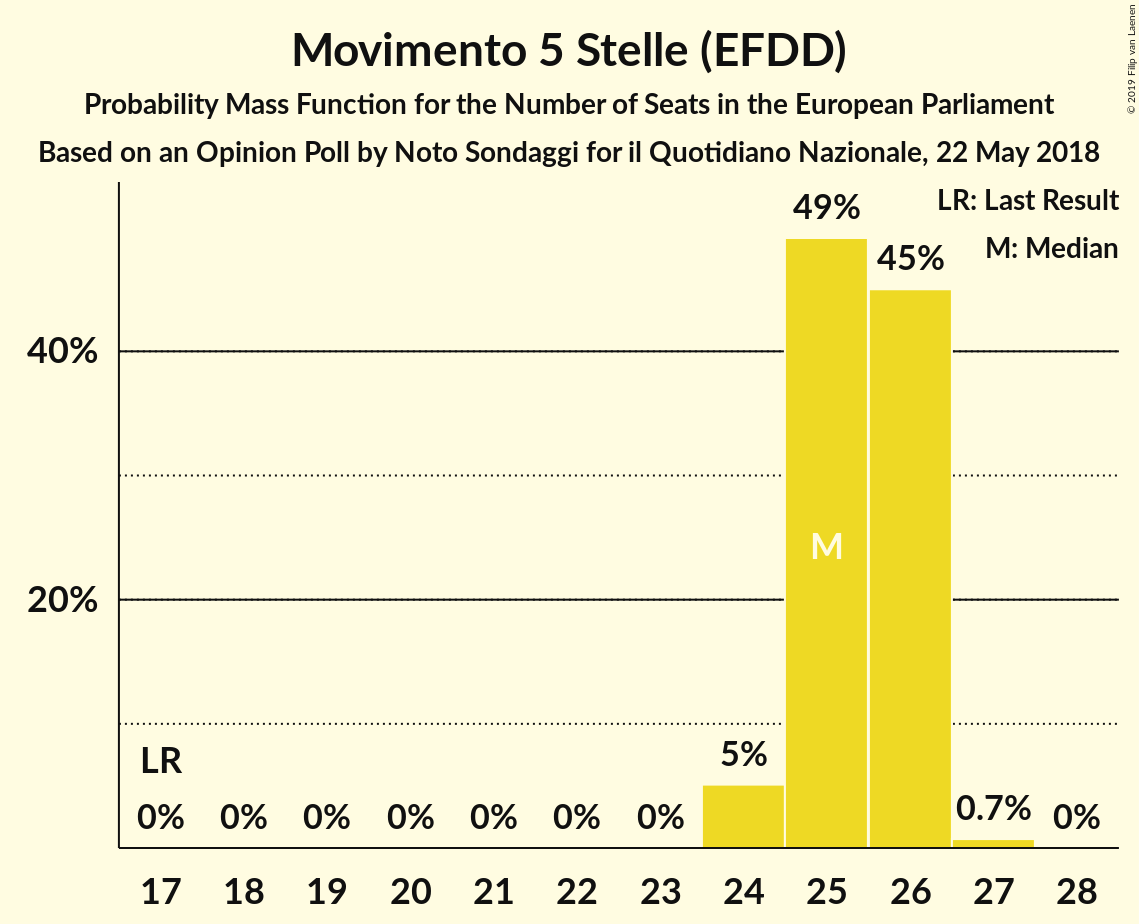 Movimento 5 Stelle (EFDD)
Probability Mass Function for the Number of Seats in the European Parliament
Based on an Opinion Poll by Noto Sondaggi for il Quotidiano Nazionale, 22 May 2018
© 2019 Filip van Laenen
LR: Last Result
M: Median
49%
45%
40%
M
20%
LR
5%
0% 0% 0% 0% 0% 0% 0% 0.7% 0%
17 18 19 20 21 22 23 24 25 26 27 28